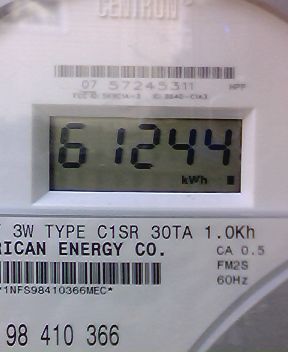 CENTRON®
07 57245311 HPF
61244
kWh
3W TYPE C1SR 30TA 1.0Kh
RICAN ENERGY CO. CA 0.5
FM2S
*1NFS98410366MEC* 60Hz
98 410 366